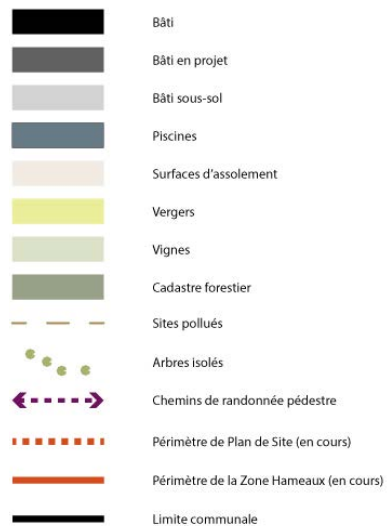 Bâti
Bâti en projet
Bâti sous-sol
Piscines
Surfaces d'assolement
Vergers
Vignes
Cadastre forestier
Sites pollués
Arbres isolés
Chemins de randonnée pédestre
Périmètre de Plan de Site (en cours)
Périmètre de la Zone Hameaux (en cours)
Limite communale